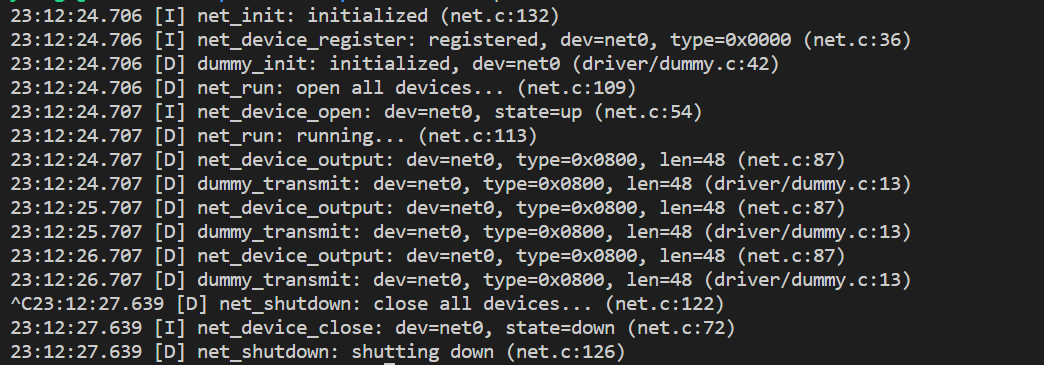 23:12:24.706 [I] net_init: initialized (net.c:132)
23:12:24.706 [I] net_device_register: registered, dev=net0, type=0x0000 (net.c:36)
23:12:24.706 [D] dummy_init: initialized, dev=net0 (driver/dummy.c:42)
23:12:24.706 [D] net_run: open all devices... (net.c:109)
23:12:24.707 [I] net_device_open: dev=net0, state=up (net.c:54)
23:12:24.707 [D] net_run: running... (net.c:113)
23:12:24.707 [D] net_device_output: dev=net0, type=0x0800, len=48 (net.c:87)
23:12:24.707 [D] dummy_transmit: dev=net0, type=0x0800, len=48 (driver/dummy.c:13)
23:12:25.707 [D] net_device_output: dev=net0, type=0x0800, len=48 (net.c:87)
23:12:25.707 [D] dummy_transmit: dev=net0, type=0x0800, len=48 (driver/dummy.c:13)
23:12:26.707 [D] net_device_output: dev=net0, type=0x0800, len=48 (net.c:87)
23:12:26.707 [D] dummy_transmit: dev=net0, type=0x0800, len=48 (driver/dummy.c:13)
^C23:12:27.639 [D] net_shutdown: close all devices... (net.c:122)
23:12:27.639 [I] net_device_close: dev=net0, state=down (net.c:72)
23:12:27.639 [D] net_shutdown: shutting down (net.c:126)